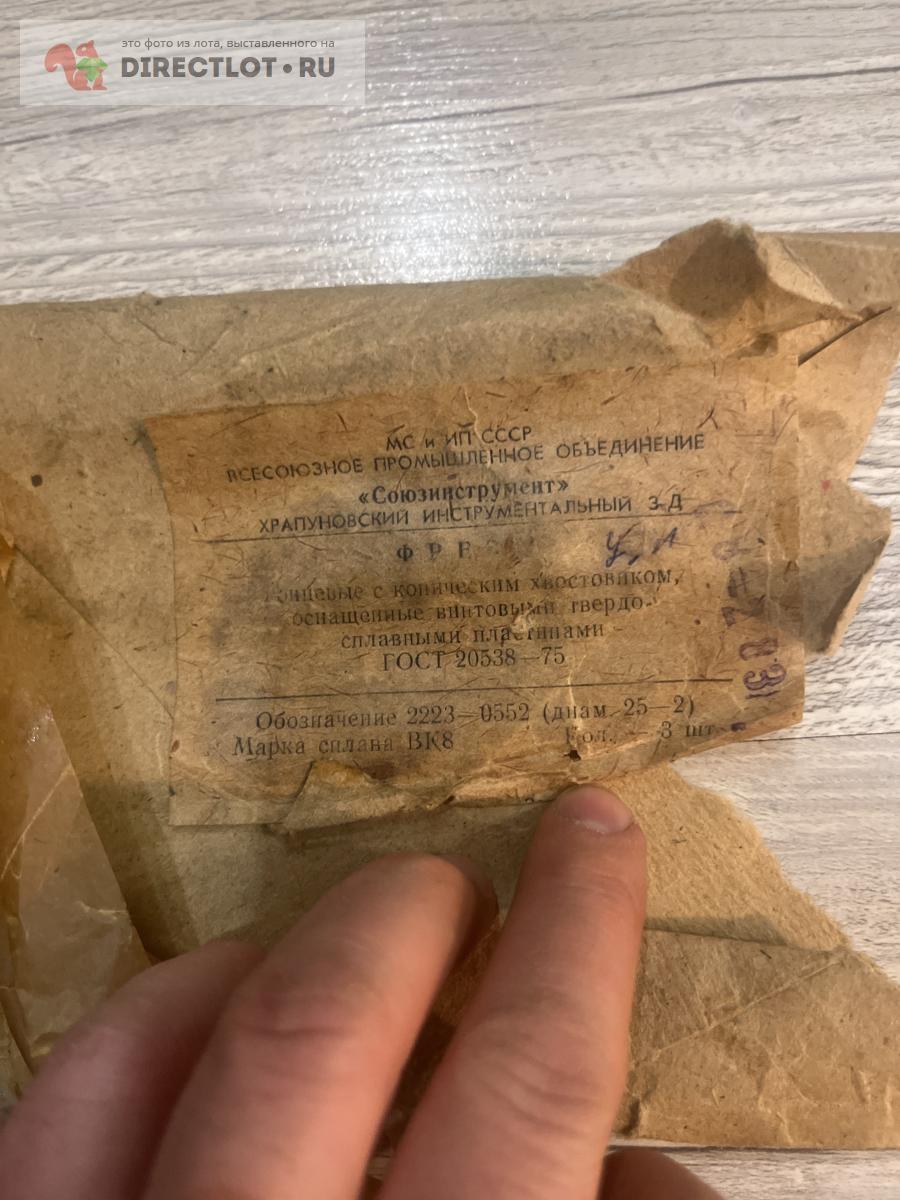 это фото из лота, выставленного на
DIRECTLOT•RU
МС и ИП СССР
ВСЕСОЮЗНОЕ ПРОМЫШЛЕННОЕ ОБЪЕДИНЕНИЕ
«Союзинструмент»
ХРАПУНОВСКИЙ ИНСТРУМЕНТАЛЬНЫЙ З-Д
с коническим хвостовиком,
оснащенные винтовыми твердо-
сплавными пластинами
ГОСТ 20538—75
Обозначение 2223—0552 (диам. 25—2)
Марка сплава ВК8 Кол. — 3 шт.